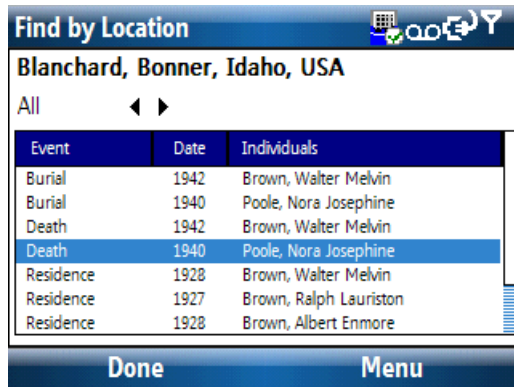 Find by Location
Blanchard, Bonner, Idaho, USA
All
Event Date Individuals
Burial 1942 Brown, Walter Melvin
Burial 1940 Poole, Nora Josephine
Death 1942 Brown, Walter Melvin
Death 1940 Poole, Nora Josephine
Residence 1928 Brown, Walter Melvin
Residence 1927 Brown, Ralph Lauriston
Residence 1928 Brown, Albert Enmore
Done Menu